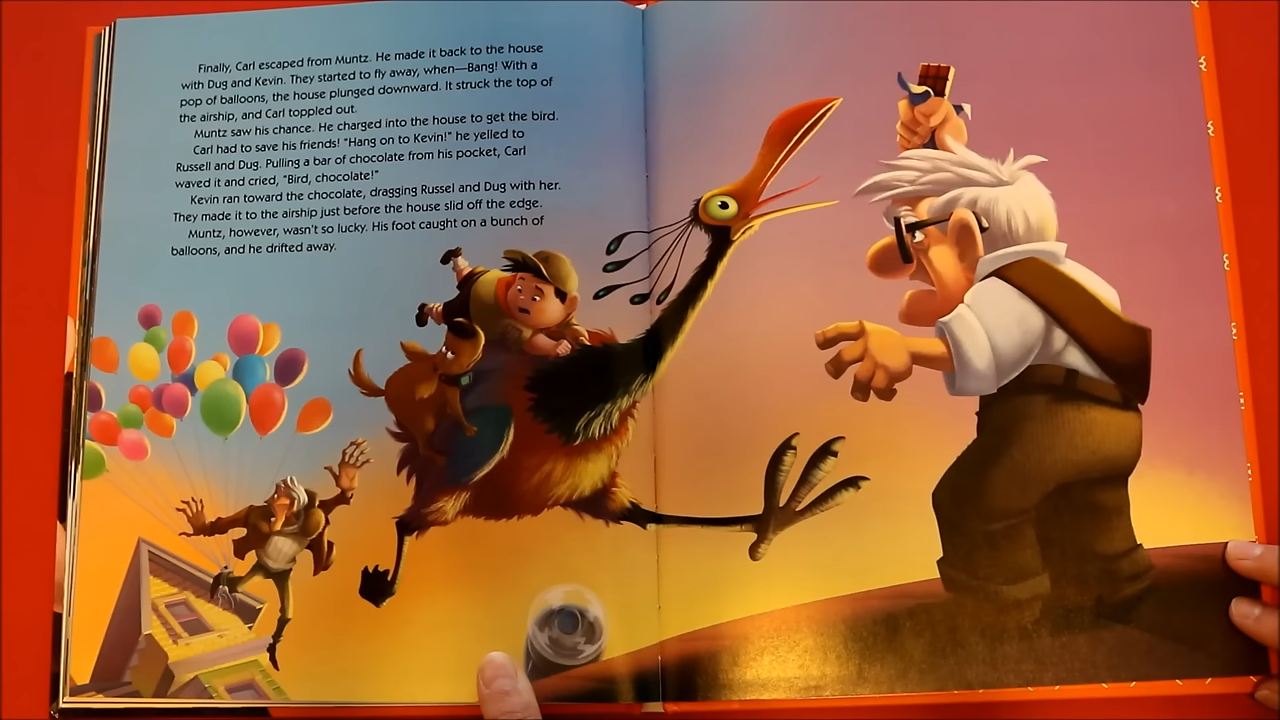 Finally, Carl escaped from Muntz. He made it back to the house
with Dug and Kevin. They started to fly away, when—Bang! With a
pop of balloons, the house plunged downward. It struck the top of
the airship, and Carl toppled out.
Muntz saw his chance. He charged into the house to get the bird.
Carl had to save his friends! "Hang on to Kevin!" he yelled to
Russell and Dug. Pulling a bar of chocolate from his pocket, Carl
waved it and cried, "Bird, chocolate!"
Kevin ran toward the chocolate, dragging Russel and Dug with her.
They made it to the airship just before the house slid off the edge.
Muntz, however, wasn't so lucky. His foot caught on a bunch of
balloons, and he drifted away.